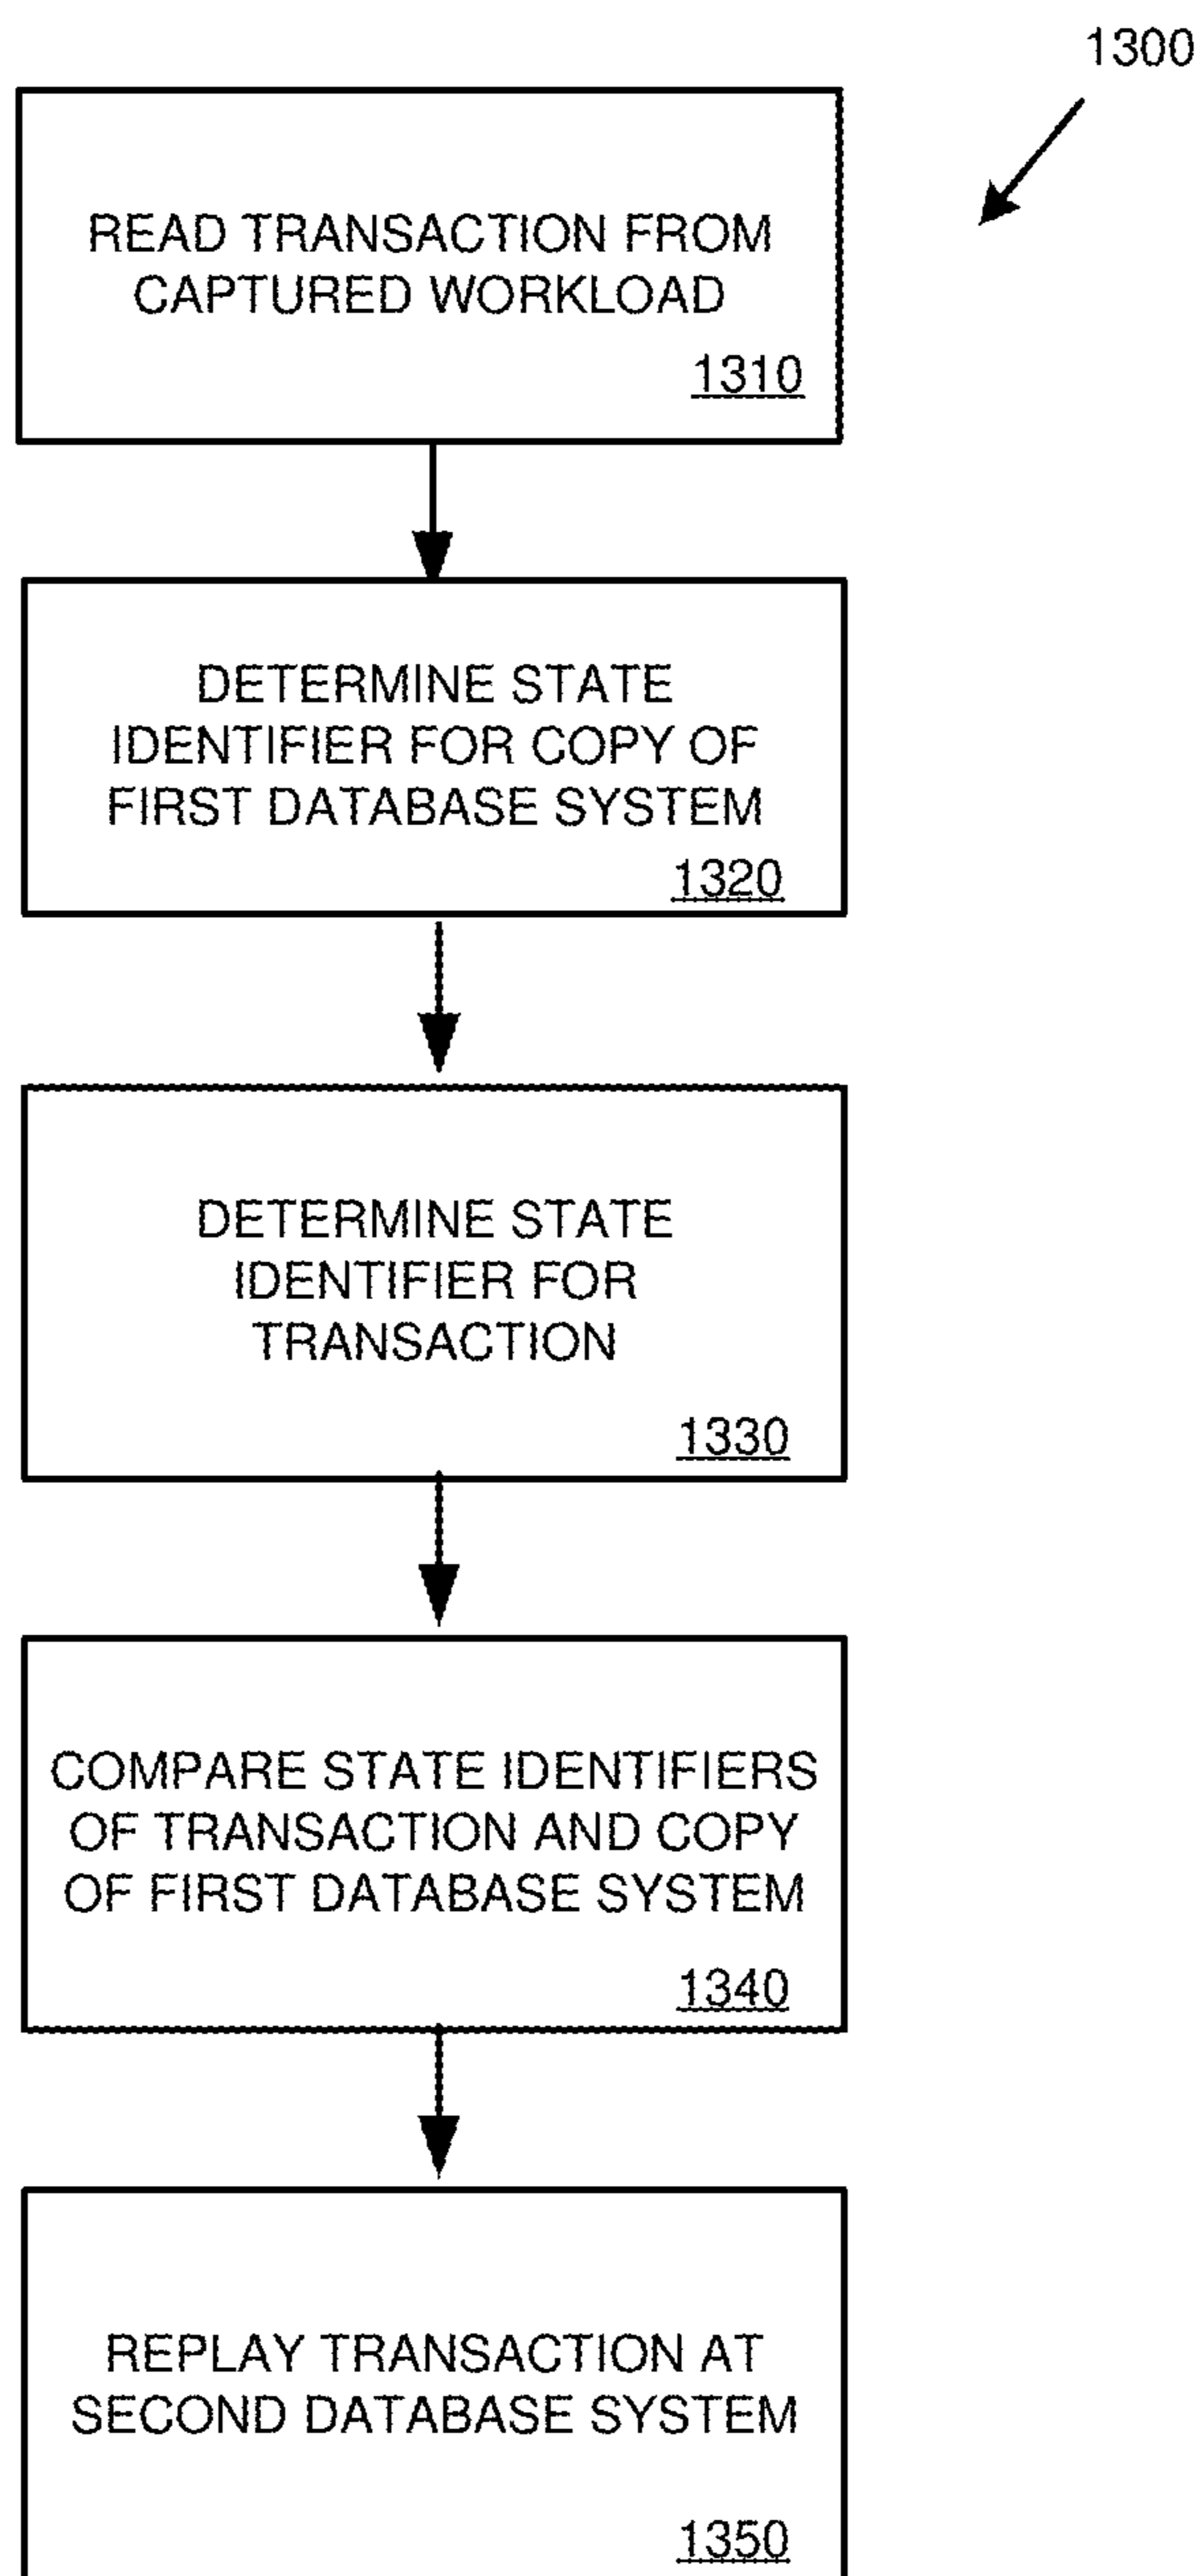 1300
READ TRANSACTION FROM
CAPTURED WORKLOAD
1310
DETERMINE STATE
IDENTIFIER FOR COPY OF
FIRST DATABASE SYSTEM
1320
DETERMINE STATE
IDENTIFIER FOR
TRANSACTION
1330
COMPARE STATE IDENTIFIERS
OF TRANSACTION AND COPY
OF FIRST DATABASE SYSTEM
1340
REPLAY TRANSACTION AT
SECOND DATABASE SYSTEM
1350